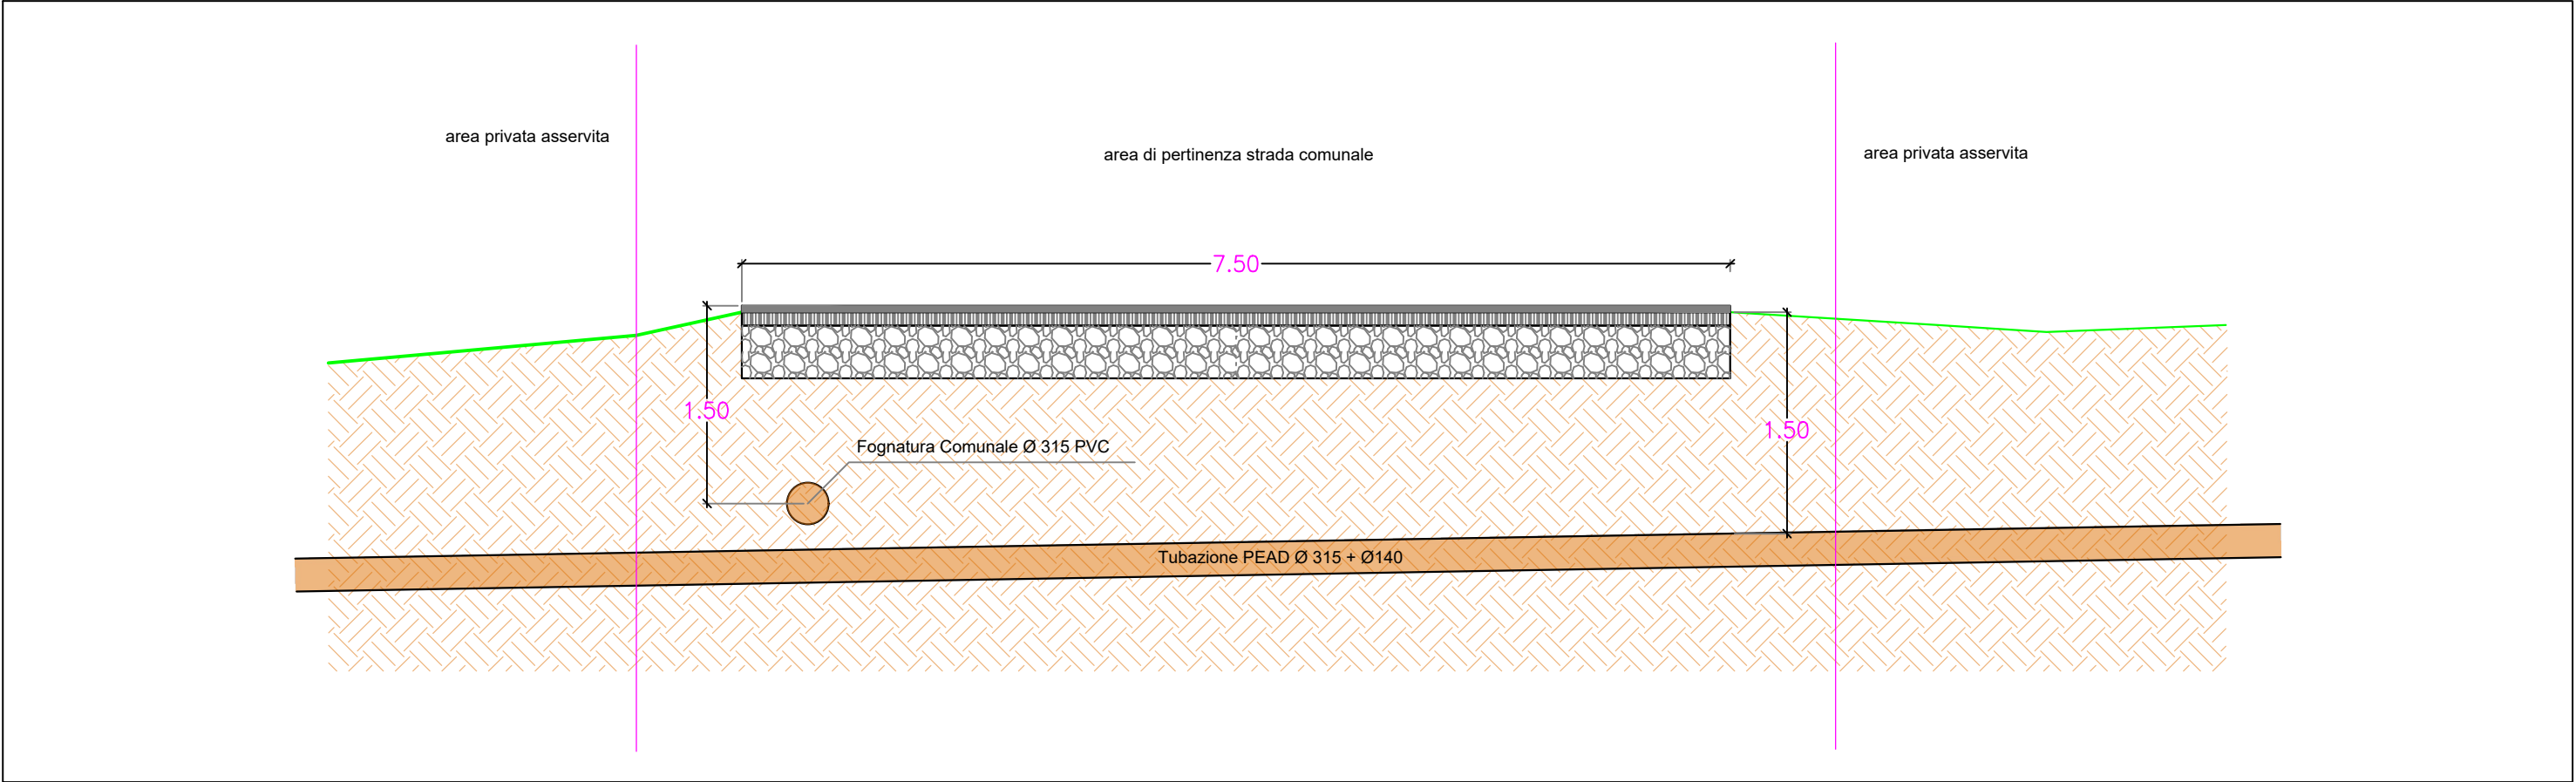 area privata asservita
area di pertinenza strada comunale
area privata asservita
7.50
1.50
1.50
Fognatura Comunale Ø 315 PVC
Tubazione PEAD Ø 315 + Ø140